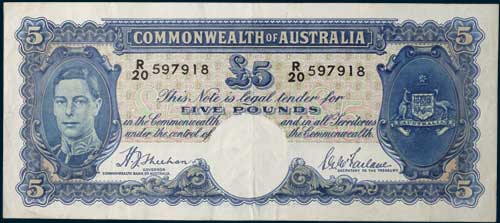 5 COMMONWEALTH OF AUSTRALIA 5
R/20 597918 £5 R/20 597918
This Note is legal tender for
FIVE POUNDS
in the Commonwealth and in all Territories
under the control of the Commonwealth.
GOVERNOR
COMMONWEALTH BANK OF AUSTRALIA
SECRETARY TO THE TREASURY
AUSTRALIA
5 5